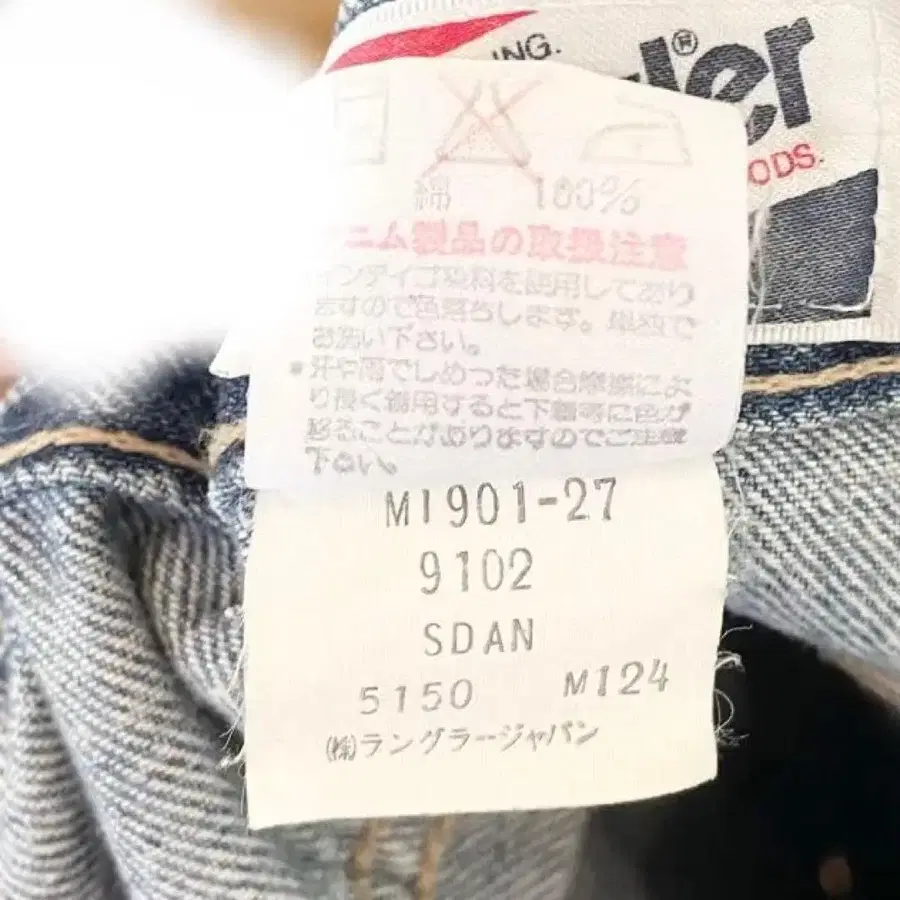 ler®
ODS.
綿 100%
ニム製品の取扱注意
インデイゴ染料を使用しており
ますので色落ちします。単独で
お洗い下さい。
•汗や雨でしめつた場合摩擦によ
り長く着用すると下着等に色が
移ることがありますのでご注意
下さい。
M1901-27
9102
SDAN
5150 M124
㈱ラングラージャパン